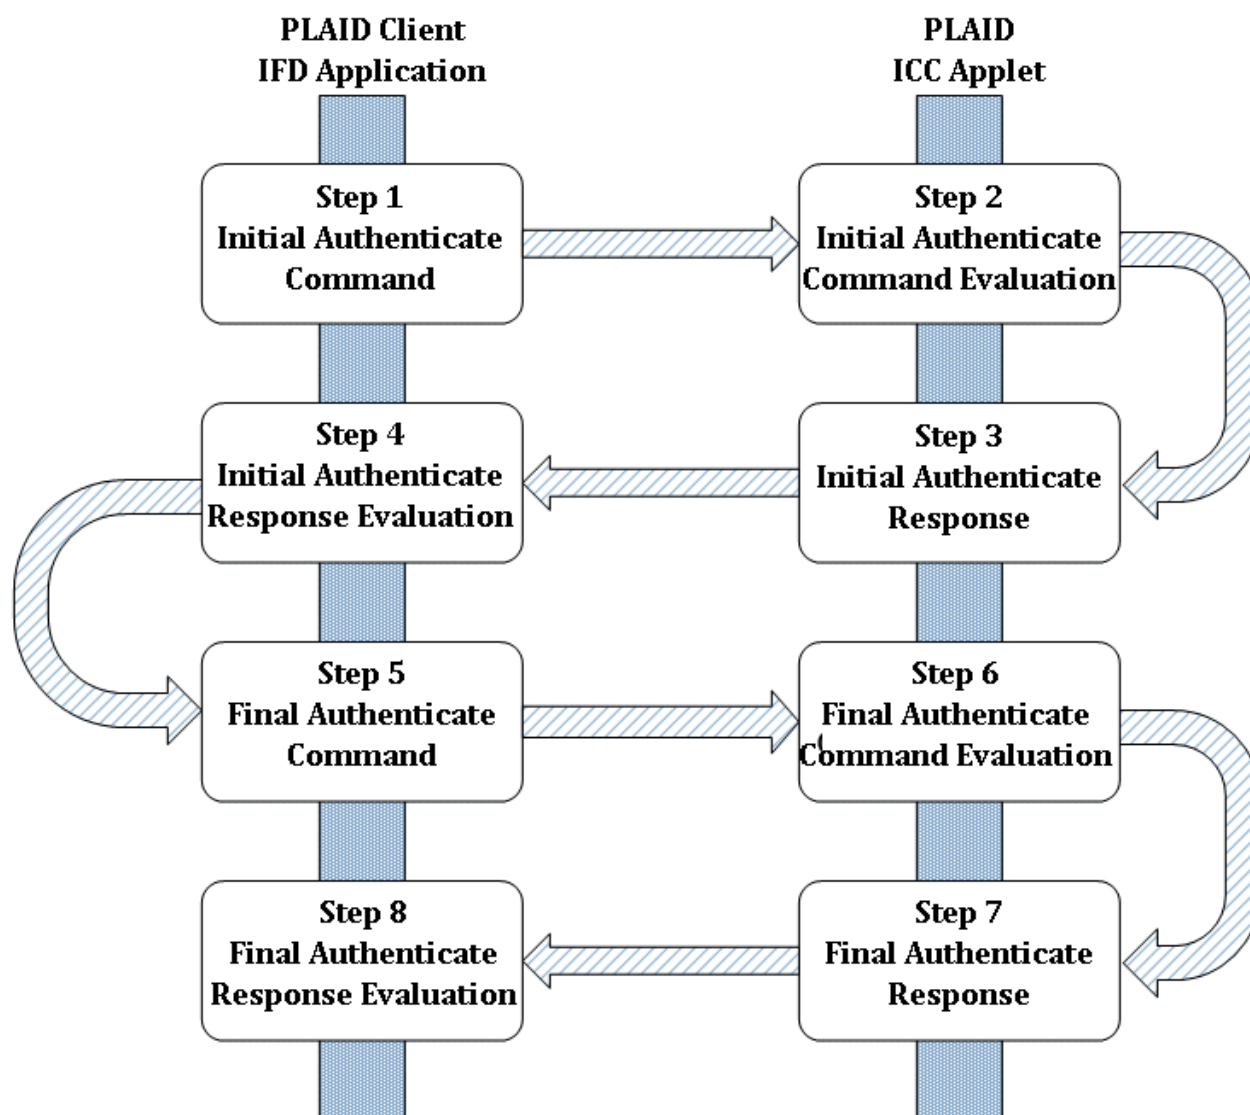 PLAID Client
IFD Application
PLAID
ICC Applet
Step 1
Initial Authenticate
Command
Step 2
Initial Authenticate
Command Evaluation
Step 4
Initial Authenticate
Response Evaluation
Step 3
Initial Authenticate
Response
Step 5
Final Authenticate
Command
Step 6
Final Authenticate
Command Evaluation
Step 8
Final Authenticate
Response Evaluation
Step 7
Final Authenticate
Response